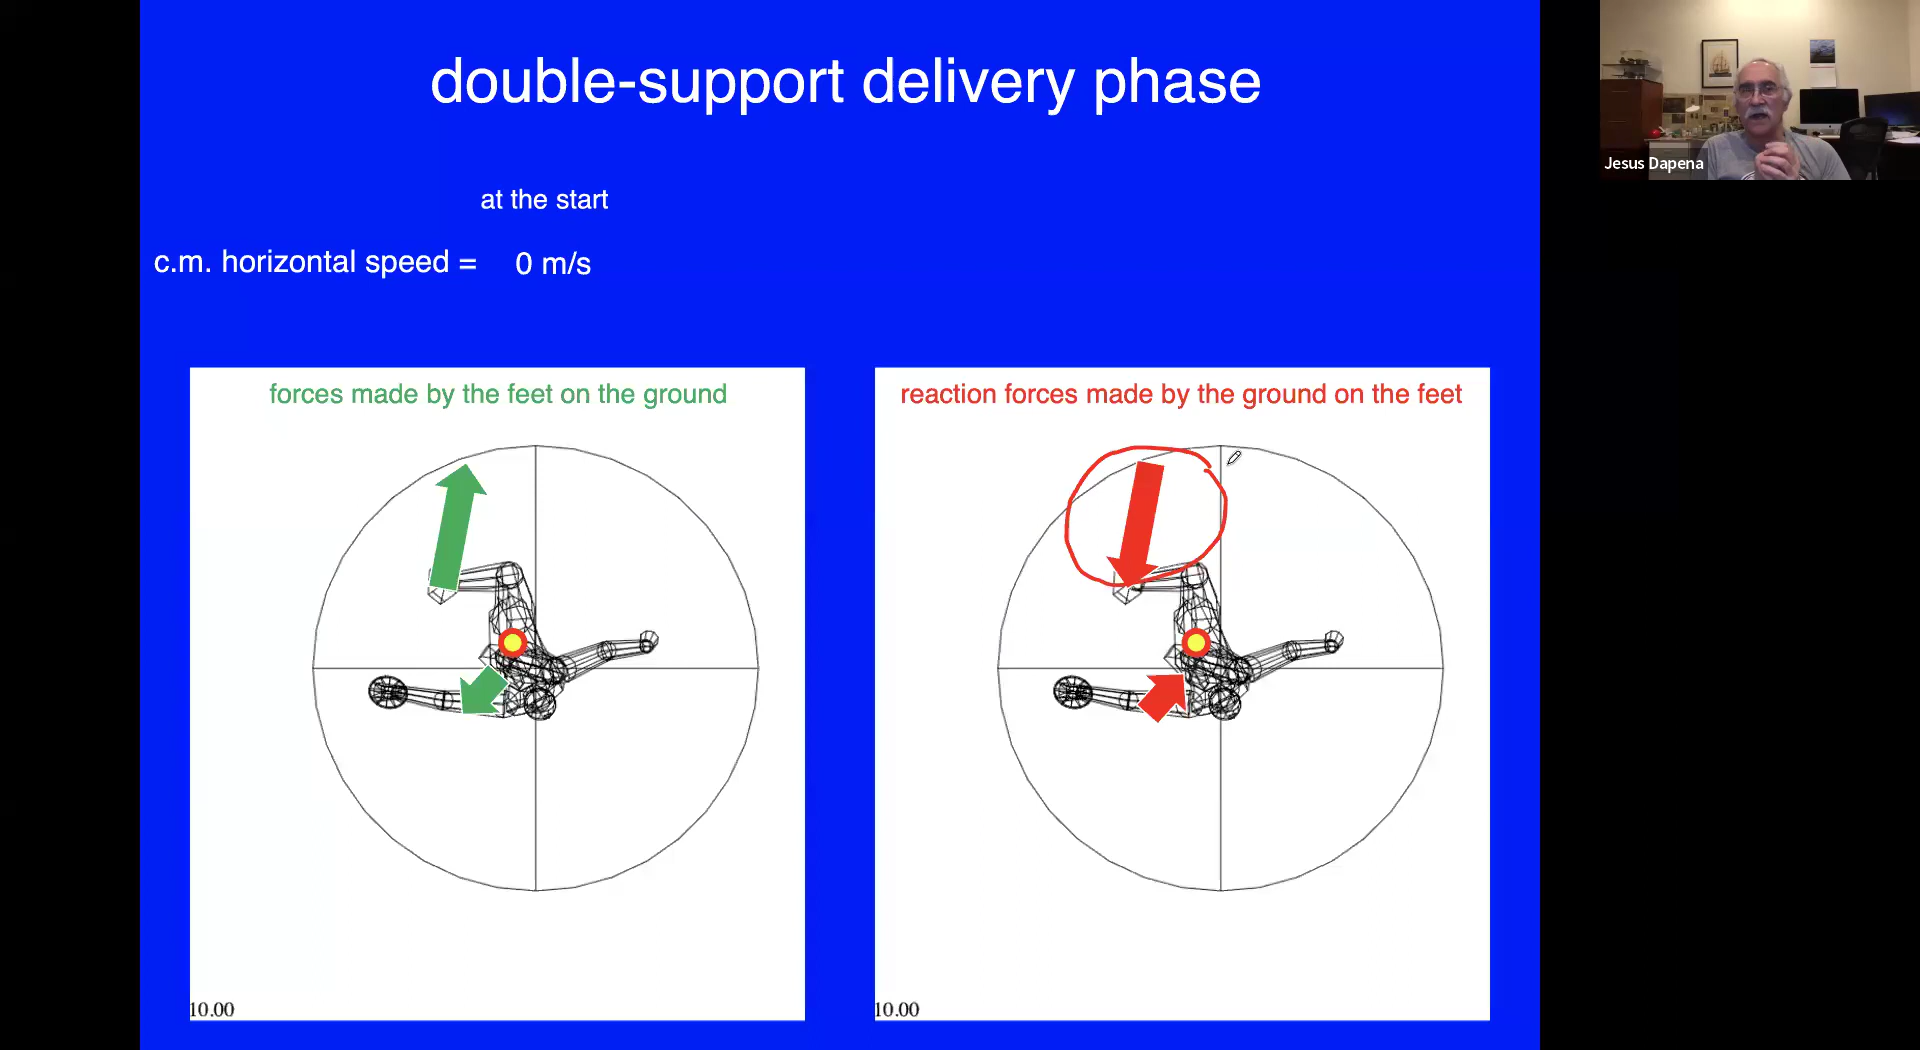 double-support delivery phase
at the start
c.m. horizontal speed = 0 m/s
forces made by the feet on the ground
10.00
reaction forces made by the ground on the feet
10.00
Jesus Dapena